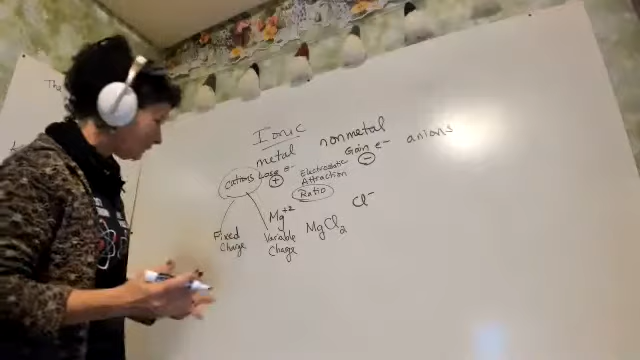 Ionic
metal nonmetal
Lose e- Gain e- anions
Cations + -
Electrostatic
Attraction
Ratio
Mg+2 Cl-
MgCl2
Fixed
Charge
Variable
Charge